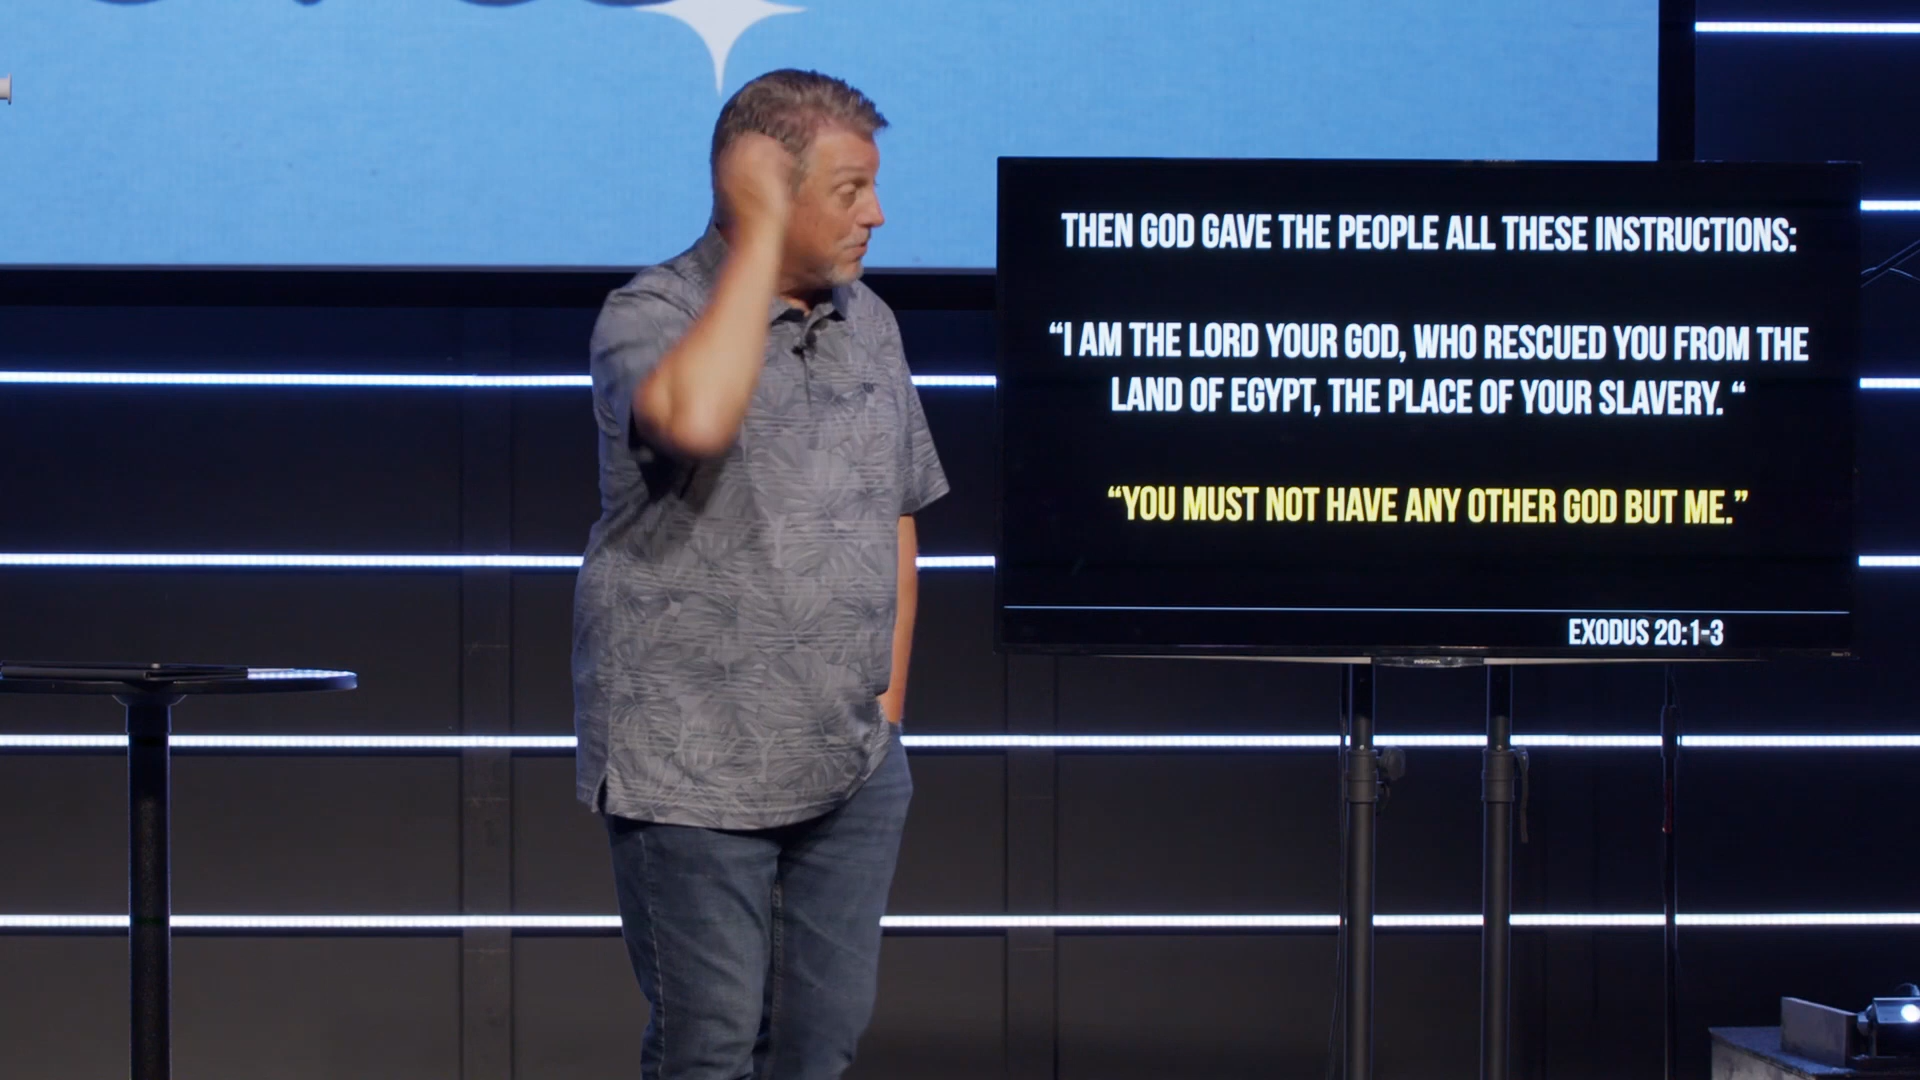 THEN GOD GAVE THE PEOPLE ALL THESE INSTRUCTIONS:
“I AM THE LORD YOUR GOD, WHO RESCUED YOU FROM THE
LAND OF EGYPT, THE PLACE OF YOUR SLAVERY. “
“YOU MUST NOT HAVE ANY OTHER GOD BUT ME.”
EXODUS 20:1-3
INSIGNIA